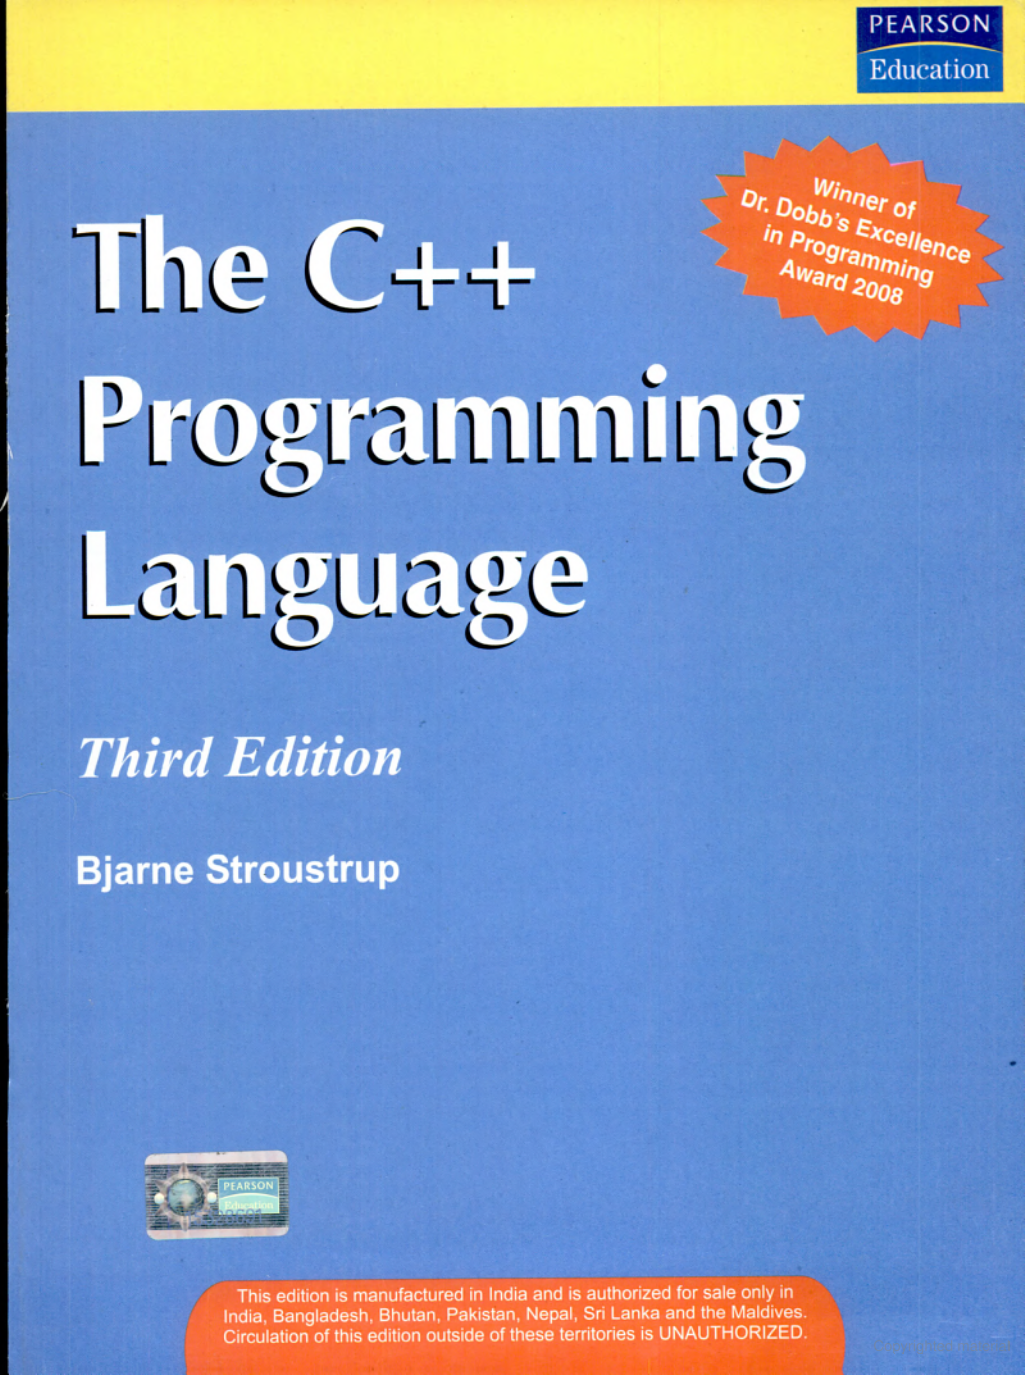 PEARSON
Education
Winner of
Dr. Dobb's Excellence
in Programming
Award 2008
The C++
Programming
Language
Third Edition
Bjarne Stroustrup
PEARSON
Education
This edition is manufactured in India and is authorized for sale only in
India, Bangladesh, Bhutan, Pakistan, Nepal, Sri Lanka and the Maldives.
Circulation of this edition outside of these territories is UNAUTHORIZED.